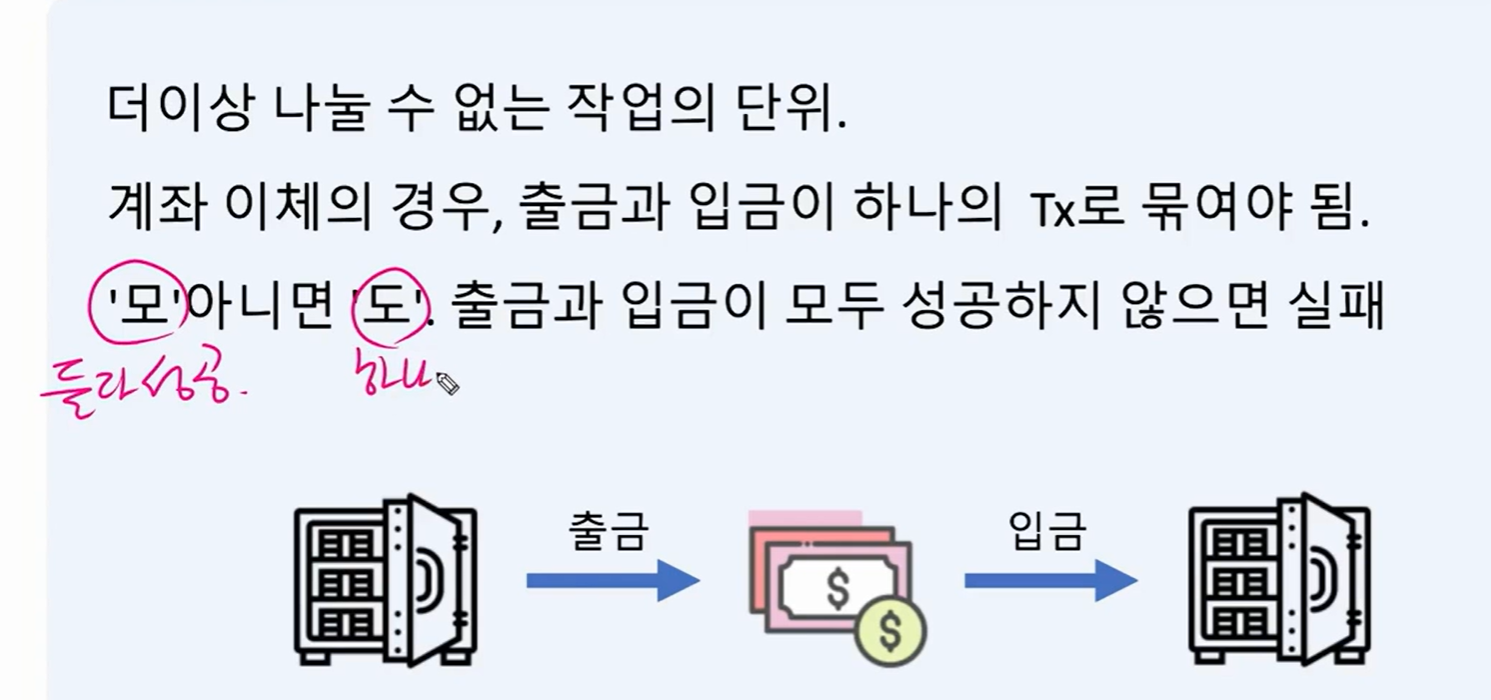 더이상 나눌 수 없는 작업의 단위.
계좌 이체의 경우, 출금과 입금이 하나의 Tx로 묶여야 됨.
'모'아니면 '도'. 출금과 입금이 모두 성공하지 않으면 실패
둘다성공. 하나
출금 입금
$ $